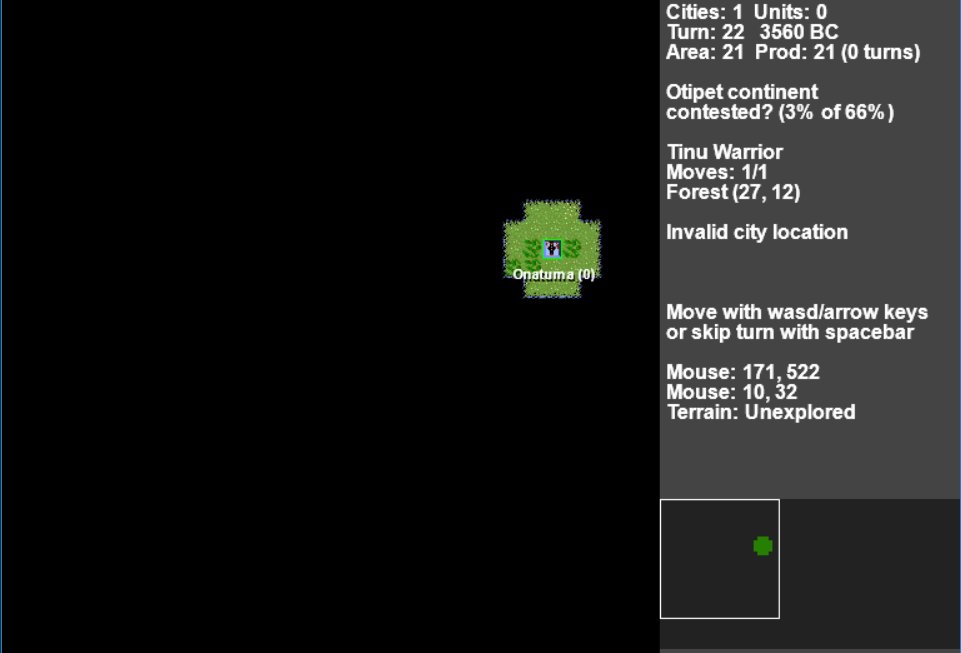 Cities: 1 Units: 0
Turn: 22 3560 BC
Area: 21 Prod: 21 (0 turns)
Otipet continent
contested? (3% of 66%)
Tinu Warrior
Moves: 1/1
Forest (27, 12)
Invalid city location
Onatuma (0)
Move with wasd/arrow keys
or skip turn with spacebar
Mouse: 171, 522
Mouse: 10, 32
Terrain: Unexplored